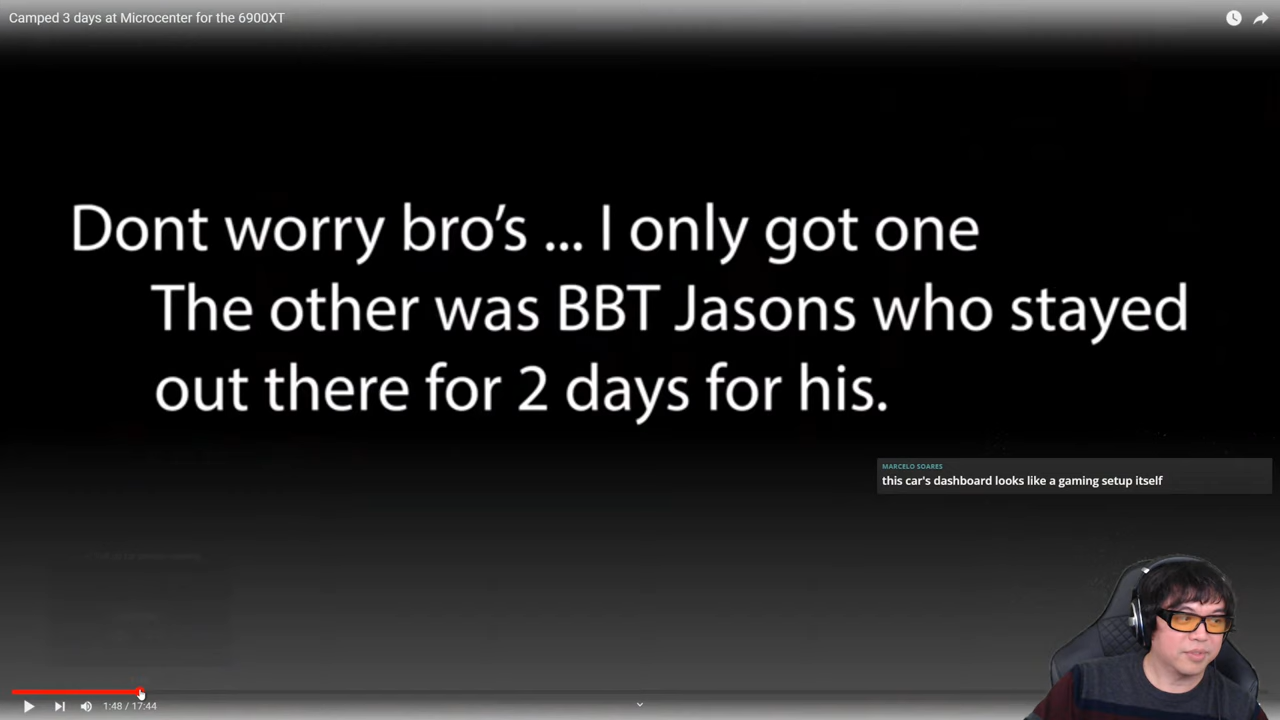 Camped 3 days at Microcenter for the 6900XT
Dont worry bro's ... I only got one
The other was BBT Jasons who stayed
out there for 2 days for his.
MARCELO SOARES
this car's dashboard looks like a gaming setup itself
1:48 / 17:44